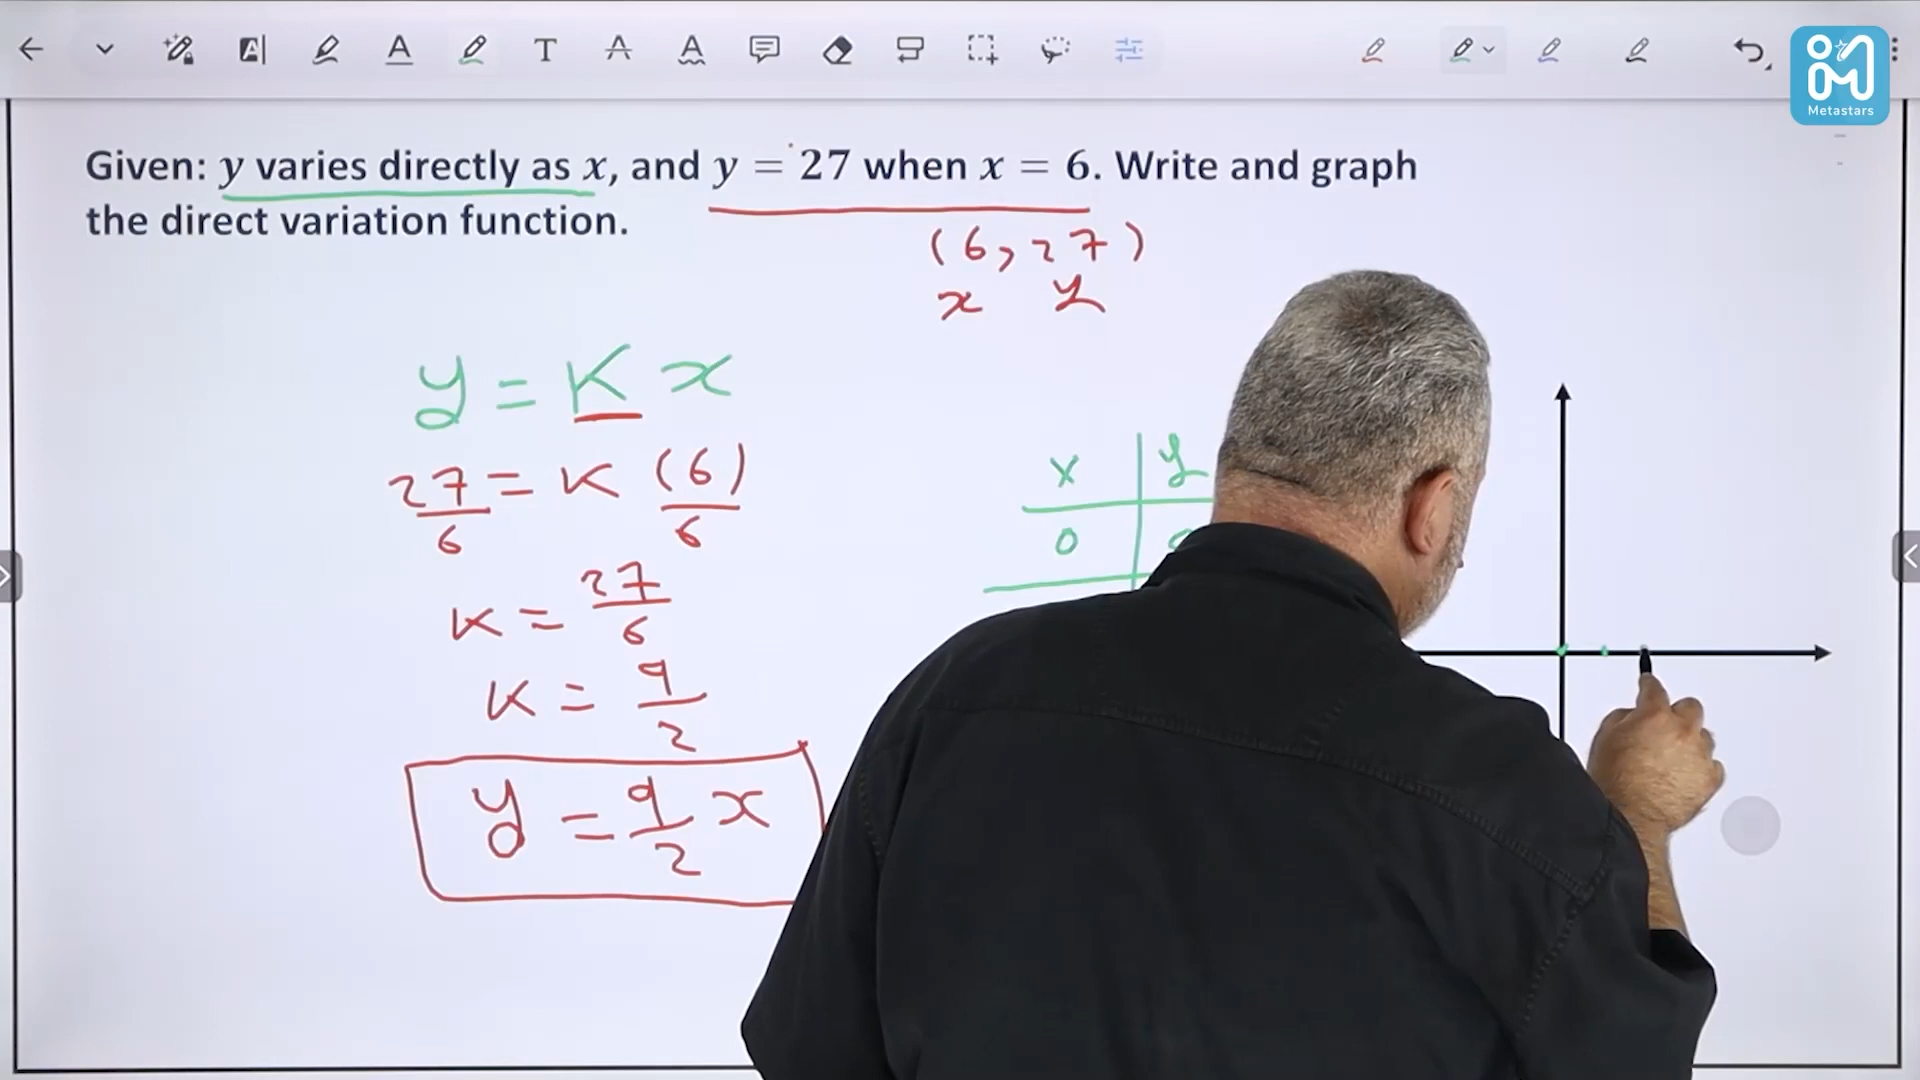 Metastars
Given: y varies directly as x, and y = 27 when x = 6. Write and graph
the direct variation function.
(6, 27)
x y
y = K x
27/6 = K (6)/6
K = 27/6
K = 9/2
y = 9/2 x
x | y
0